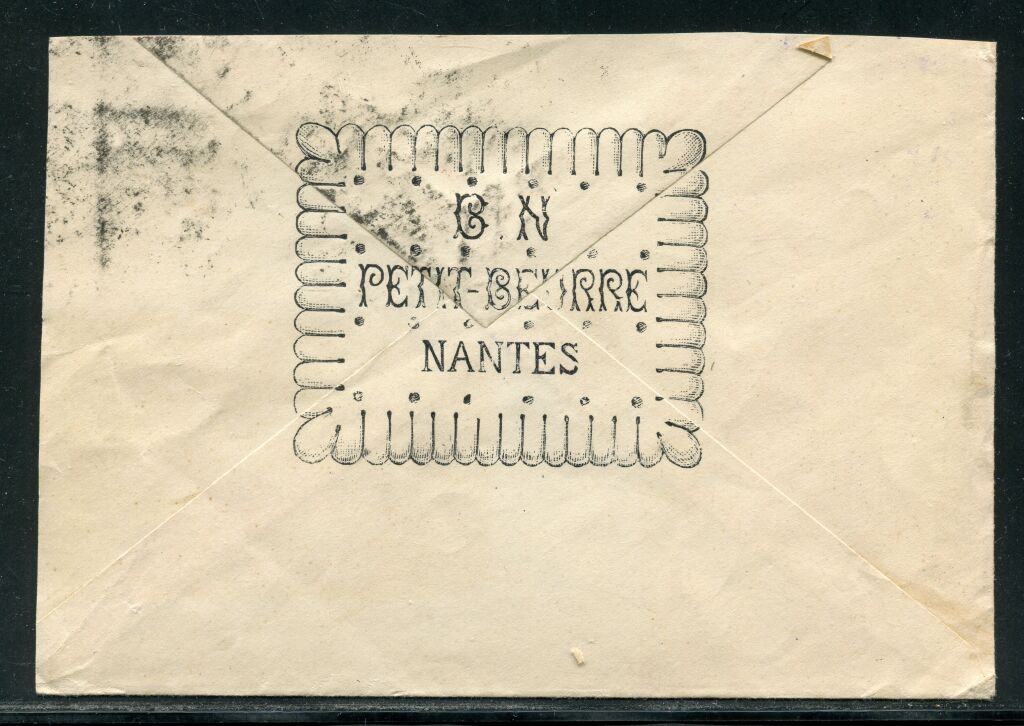 B. N
PETIT-BEURRE
NANTES